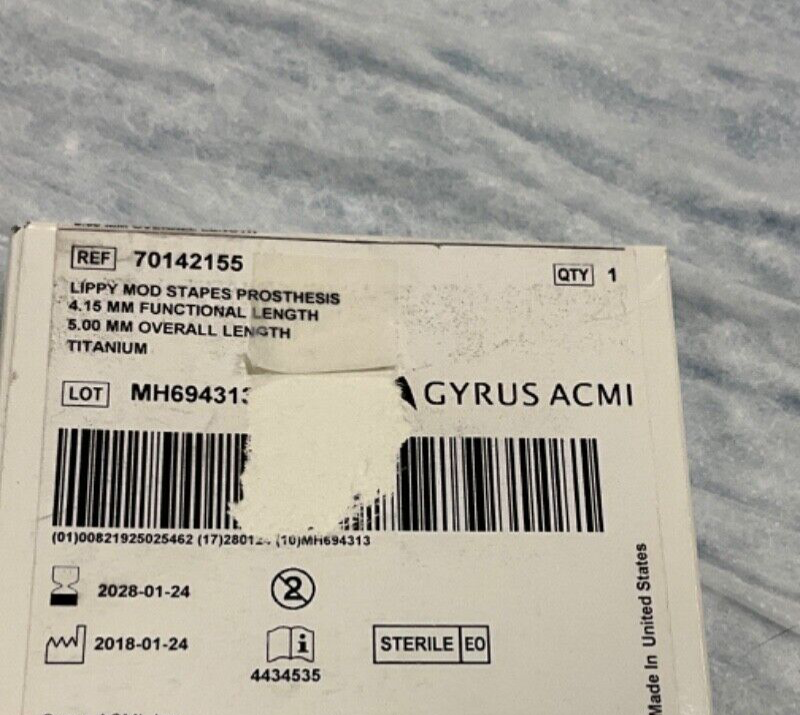 REF 70142155
QTY 1
LIPPY MOD STAPES PROSTHESIS
4.15 MM FUNCTIONAL LENGTH
5.00 MM OVERALL LENGTH
TITANIUM
LOT MH694313
GYRUS ACMI
(01)00821925025462 (17)280124 (10)MH694313
2028-01-24
2
2018-01-24
i
4434535
STERILE EO
Made In United States